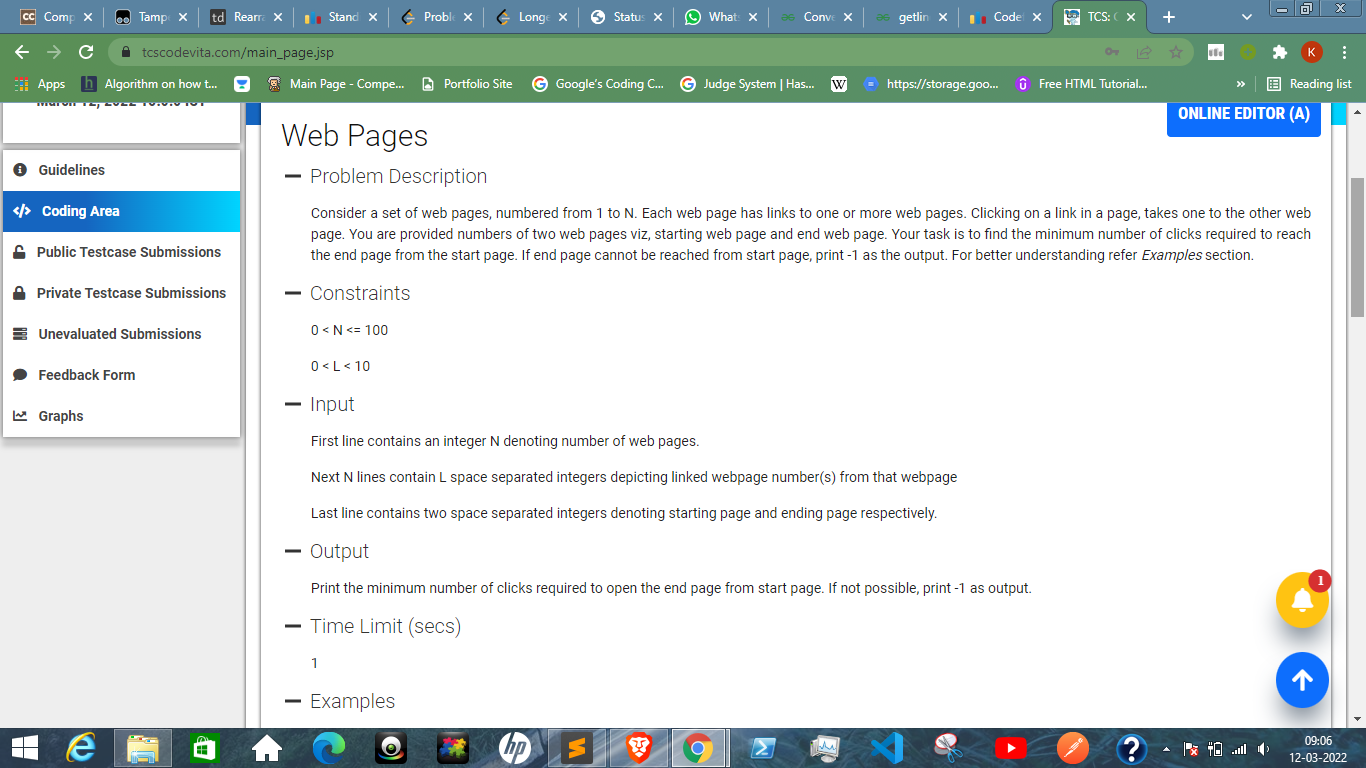 Comp
Tamp
td Rearra
Stand
Proble
Longe
Status
Whats
Conve
getlin
Codef
TCS: C
tcscodevita.com/main_page.jsp
K
Apps
h Algorithm on how t...
Main Page - Compe...
Portfolio Site
Google's Coding C...
Judge System | Has...
W
https://storage.goo...
Free HTML Tutorial...
»
Reading list
March 12, 2022
ONLINE EDITOR (A)
Web Pages
Guidelines
Coding Area
Public Testcase Submissions
Private Testcase Submissions
Unevaluated Submissions
Feedback Form
Graphs
Problem Description
Consider a set of web pages, numbered from 1 to N. Each web page has links to one or more web pages. Clicking on a link in a page, takes one to the other web
page. You are provided numbers of two web pages viz, starting web page and end web page. Your task is to find the minimum number of clicks required to reach
the end page from the start page. If end page cannot be reached from start page, print -1 as the output. For better understanding refer Examples section.
Constraints
0 < N <= 100
0 < L < 10
Input
First line contains an integer N denoting number of web pages.
Next N lines contain L space separated integers depicting linked webpage number(s) from that webpage
Last line contains two space separated integers denoting starting page and ending page respectively.
Output
Print the minimum number of clicks required to open the end page from start page. If not possible, print -1 as output.
Time Limit (secs)
1
Examples
1
hp
09:06
12-03-2022